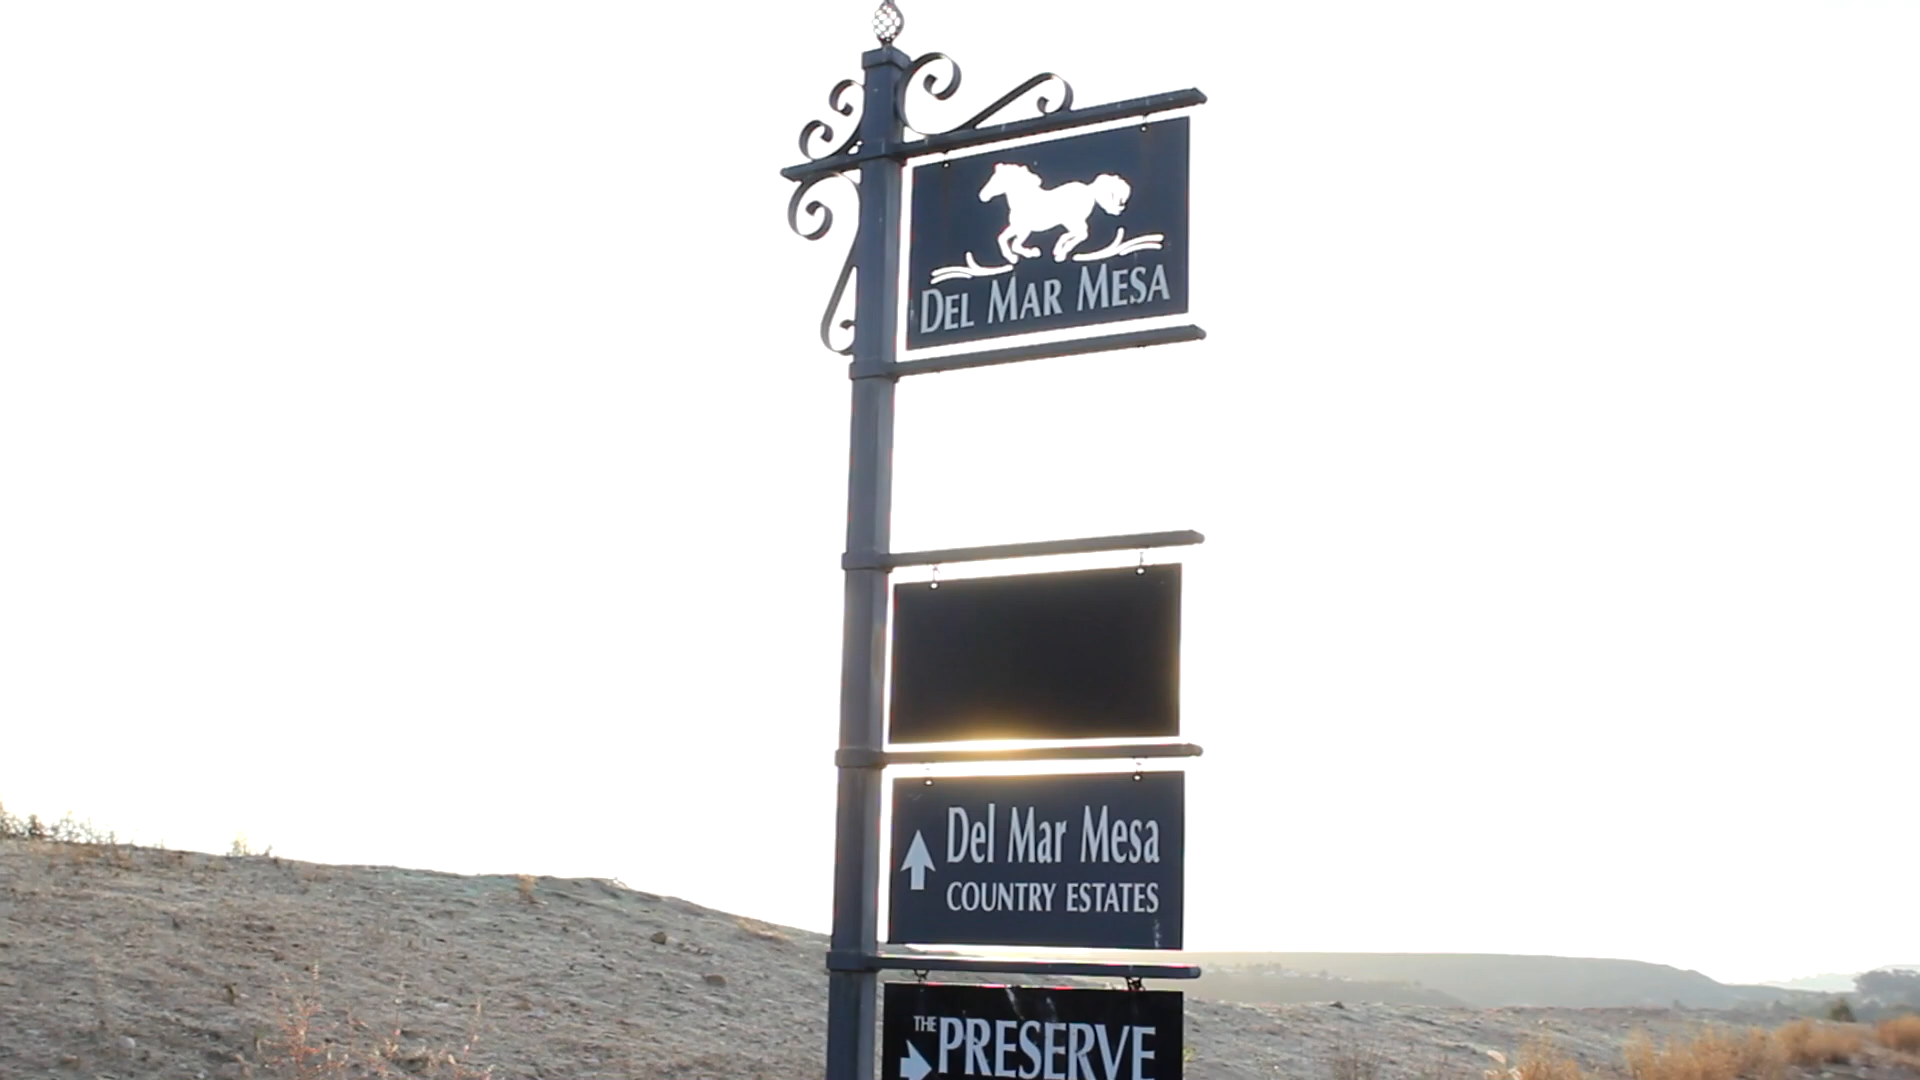 DEL MAR MESA
Del Mar Mesa
COUNTRY ESTATES
THE PRESERVE